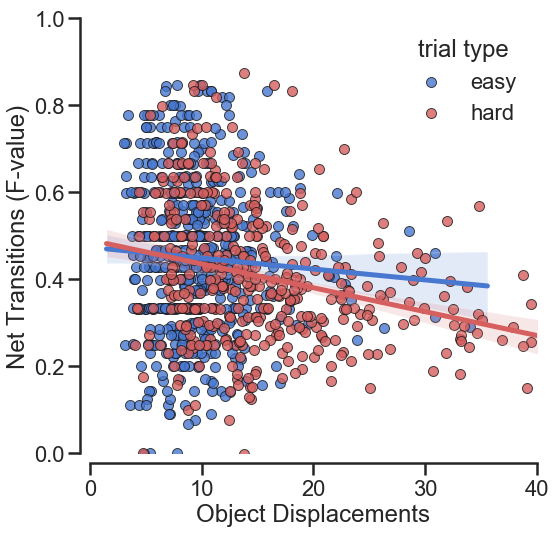 1.0
0.8
0.6
0.4
0.2
0.0
Net Transitions (F-value)
trial type
easy
hard
0 10 20 30 40
Object Displacements